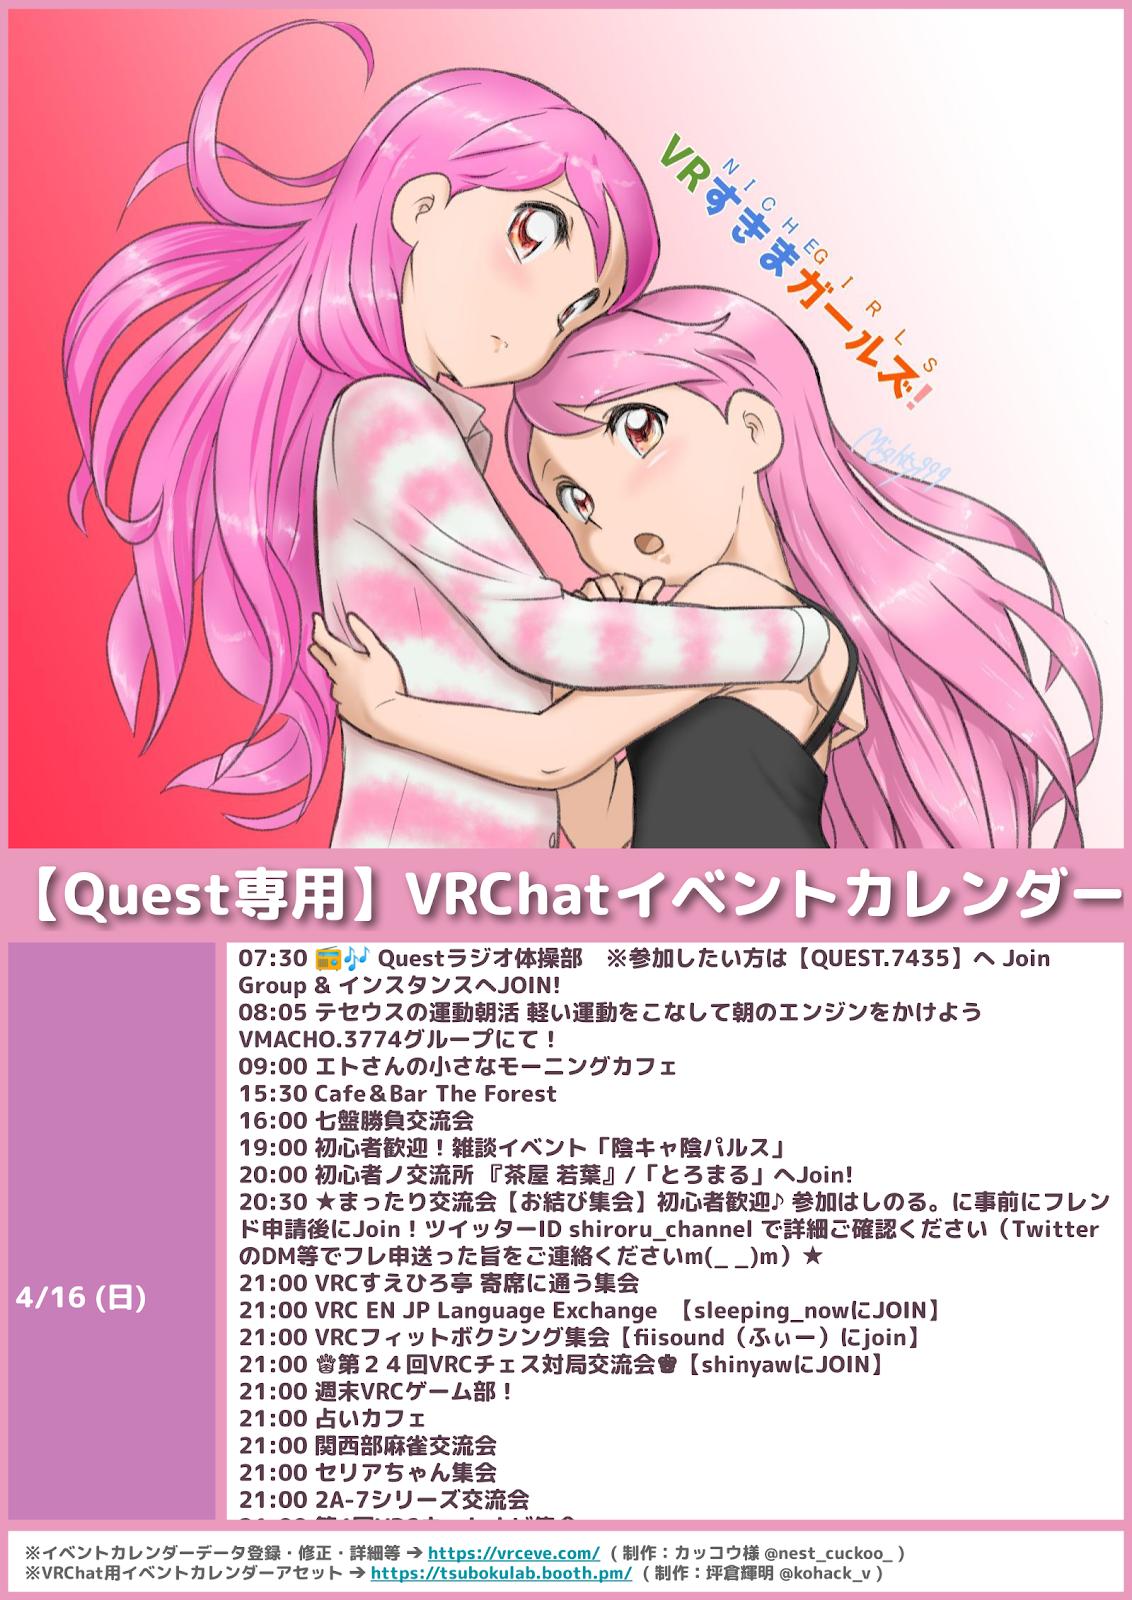 VRすきまガールズ!
NICHE GIRLS
Mighty999
【Quest専用】VRChatイベントカレンダー
4/16 (日)
07:30 📻🎶 Questラジオ体操部　※参加したい方は【QUEST.7435】へ Join
Group & インスタンスへJOIN!
08:05 テセウスの運動朝活 軽い運動をこなして朝のエンジンをかけよう
VMACHO.3774グループにて！
09:00 エトさんの小さなモーニングカフェ
15:30 Cafe＆Bar The Forest
16:00 七盤勝負交流会
19:00 初心者歓迎！雑談イベント「陰キャ陰パルス」
20:00 初心者ノ交流所 『茶屋 若葉』/「とろまる」へJoin!
20:30 ★まったり交流会【お結び集会】初心者歓迎♪ 参加はしのる。に事前にフレン
ド申請後にJoin！ツイッターID shiroru_channel で詳細ご確認ください（Twitter
のDM等でフレ申送った旨をご連絡くださいm(_ _)m）★
21:00 VRCすえひろ亭 寄席に通う集会
21:00 VRC EN JP Language Exchange 【sleeping_nowにJOIN】
21:00 VRCフィットボクシング集会【fiisound（ふぃー）にjoin】
21:00 ♕第２４回VRCチェス対局交流会♚【shinyawにJOIN】
21:00 週末VRCゲーム部！
21:00 占いカフェ
21:00 関西部麻雀交流会
21:00 セリアちゃん集会
21:00 2A-7シリーズ交流会
※イベントカレンダーデータ登録・修正・詳細等 ➔ https://vrceve.com/ （ 制作：カッコウ様 @nest_cuckoo_ ）
※VRChat用イベントカレンダーアセット ➔ https://tsubokulab.booth.pm/ （ 制作：坪倉輝明 @kohack_v ）